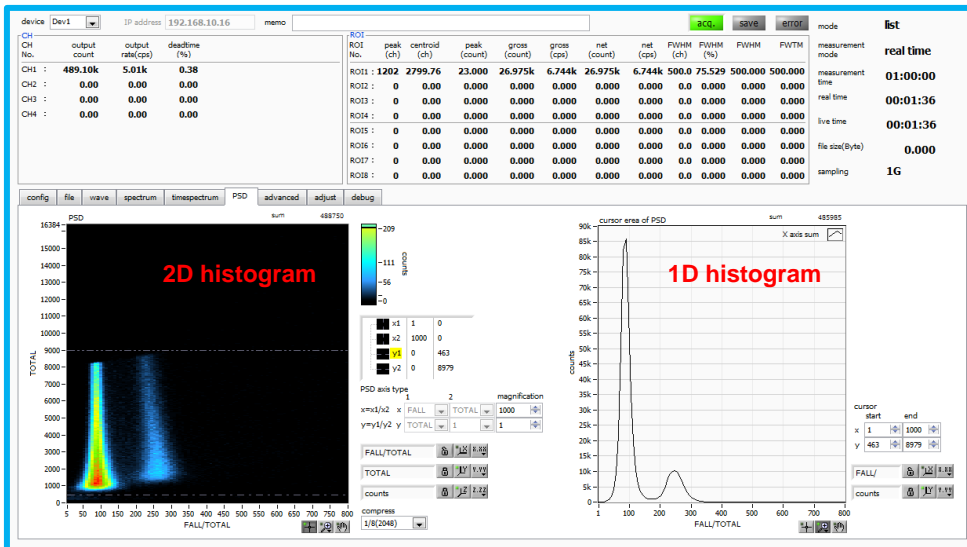 device Dev1 IP address 192.168.10.16 memo acq. save error mode list
CH
CH No. output count output rate(cps) deadtime (%)
CH1 : 489.10k 5.01k 0.38
CH2 : 0.00 0.00 0.00
CH3 : 0.00 0.00 0.00
CH4 : 0.00 0.00 0.00
ROI
ROI No. peak (ch) centroid (ch) peak (count) gross (count) gross (cps) net (count) net (cps) FWHM (ch) FWHM (%) FWHM FWTM
ROI1 : 1202 2799.76 23.000 26.975k 6.744k 26.975k 6.744k 500.0 75.529 500.000 500.000
ROI2 : 0 0.00 0.000 0.000 0.000 0.000 0.000 0.0 0.000 0.000 0.000
ROI3 : 0 0.00 0.000 0.000 0.000 0.000 0.000 0.0 0.000 0.000 0.000
ROI4 : 0 0.00 0.000 0.000 0.000 0.000 0.000 0.0 0.000 0.000 0.000
ROI5 : 0 0.00 0.000 0.000 0.000 0.000 0.000 0.0 0.000 0.000 0.000
ROI6 : 0 0.00 0.000 0.000 0.000 0.000 0.000 0.0 0.000 0.000 0.000
ROI7 : 0 0.00 0.000 0.000 0.000 0.000 0.000 0.0 0.000 0.000 0.000
ROI8 : 0 0.00 0.000 0.000 0.000 0.000 0.000 0.0 0.000 0.000 0.000
measurement mode real time
measurement time 01:00:00
real time 00:01:36
live time 00:01:36
file size(Byte) 0.000
sampling 1G
config file wave spectrum timespectrum PSD advanced adjust debug
PSD sum 488750
2D histogram
16384
15000
14000
13000
12000
11000
10000
9000
8000
7000
6000
5000
4000
3000
2000
1000
0
TOTAL
5 50 100 150 200 250 300 350 400 450 500 550 600 650 700 750 800
FALL/TOTAL
209
111
56
0
counts
x1 1 0
x2 1000 0
y1 0 463
y2 0 8979
PSD axis type
1 2 magnification
x=x1/x2 x FALL TOTAL 1000
y=y1/y2 y TOTAL 1 1
FALL/TOTAL
TOTAL
counts
compress
1/8(2048)
cursor erea of PSD sum 485985
X axis sum
1D histogram
90k
85k
80k
75k
70k
65k
60k
55k
50k
45k
40k
35k
30k
25k
20k
15k
10k
5k
0
counts
1 100 200 300 400 500 600 700 800
FALL/TOTAL
cursor
start end
x 1 1000
y 463 8979
FALL/
counts